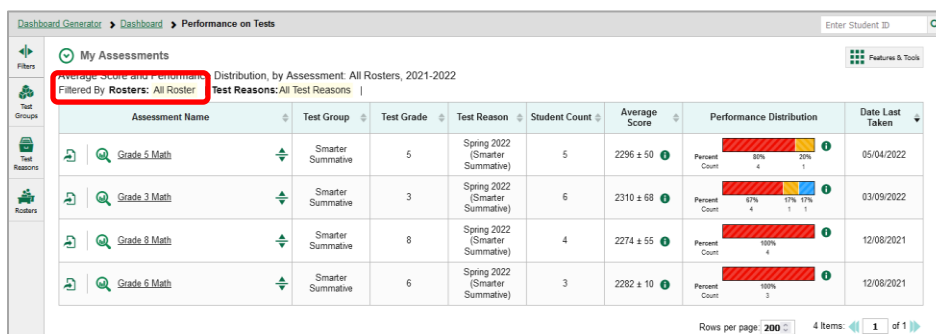 Dashboard Generator > Dashboard > Performance on Tests
Enter Student ID
Filters
Test Groups
Test Reasons
Rosters
My Assessments
Features & Tools
Average Score and Performance Distribution, by Assessment: All Rosters, 2021-2022
Filtered By Rosters: All Roster Test Reasons: All Test Reasons |
Assessment Name Test Group Test Grade Test Reason Student Count Average Score Performance Distribution Date Last Taken
Grade 5 Math Smarter Summative 5 Spring 2022 (Smarter Summative) 5 2296 ± 50 05/04/2022
Percent 80% 20%
Count 4 1
Grade 3 Math Smarter Summative 3 Spring 2022 (Smarter Summative) 6 2310 ± 68 03/09/2022
Percent 67% 17% 17%
Count 4 1 1
Grade 8 Math Smarter Summative 8 Spring 2022 (Smarter Summative) 4 2274 ± 55 12/08/2021
Percent 100%
Count 4
Grade 6 Math Smarter Summative 6 Spring 2022 (Smarter Summative) 3 2282 ± 10 12/08/2021
Percent 100%
Count 3
Rows per page: 200 4 Items: 1 of 1